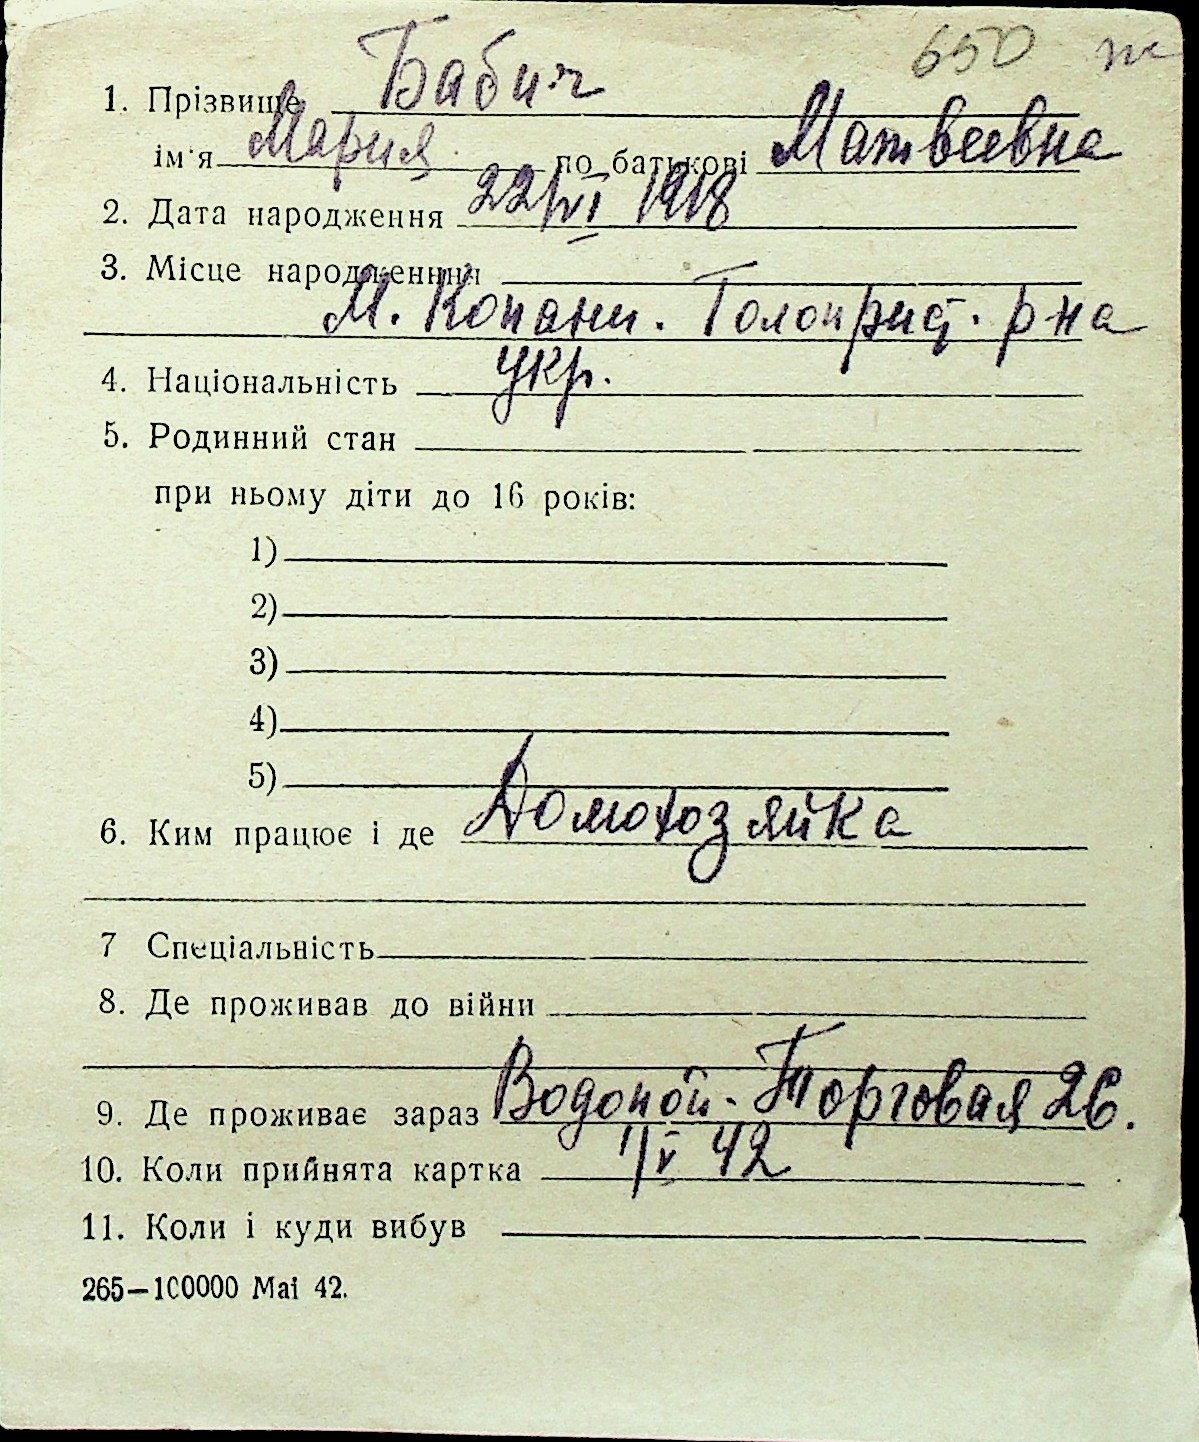 650 ж
1. Прізвище Бабич
ім'я Мария по батькові Матвеевна
2. Дата народження 22/VI 1918
3. Місце народження
М. Копани. Голоприст. р-на
4. Національність укр.
5. Родинний стан
при ньому діти до 16 років:
1)
2)
3)
4)
5)
6. Ким працює і де Домохозяйка
7 Спеціальність
8. Де проживав до війни
9. Де проживає зараз Водопой - Торговая 26.
10. Коли прийнята картка 1/V 42
11. Коли і куди вибув
265—100000 Mai 42.